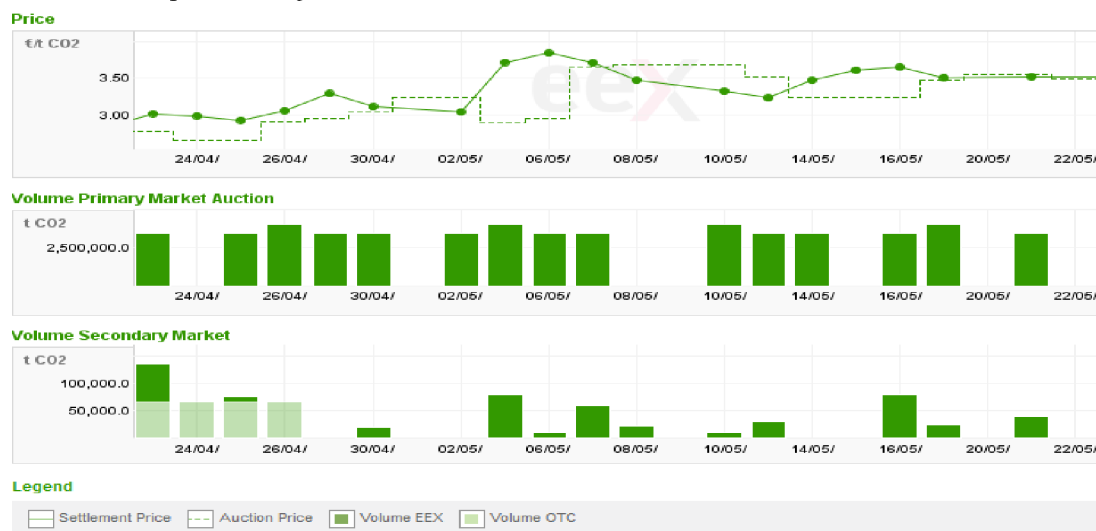 Price
€/t CO2
3.50
3.00
eex
24/04/ 26/04/ 30/04/ 02/05/ 06/05/ 08/05/ 10/05/ 14/05/ 16/05/ 20/05/ 22/05/
Volume Primary Market Auction
t CO2
2,500,000.0
24/04/ 26/04/ 30/04/ 02/05/ 06/05/ 08/05/ 10/05/ 14/05/ 16/05/ 20/05/ 22/05/
Volume Secondary Market
t CO2
100,000.0
50,000.0
24/04/ 26/04/ 30/04/ 02/05/ 06/05/ 08/05/ 10/05/ 14/05/ 16/05/ 20/05/ 22/05/
Legend
Settlement Price Auction Price Volume EEX Volume OTC